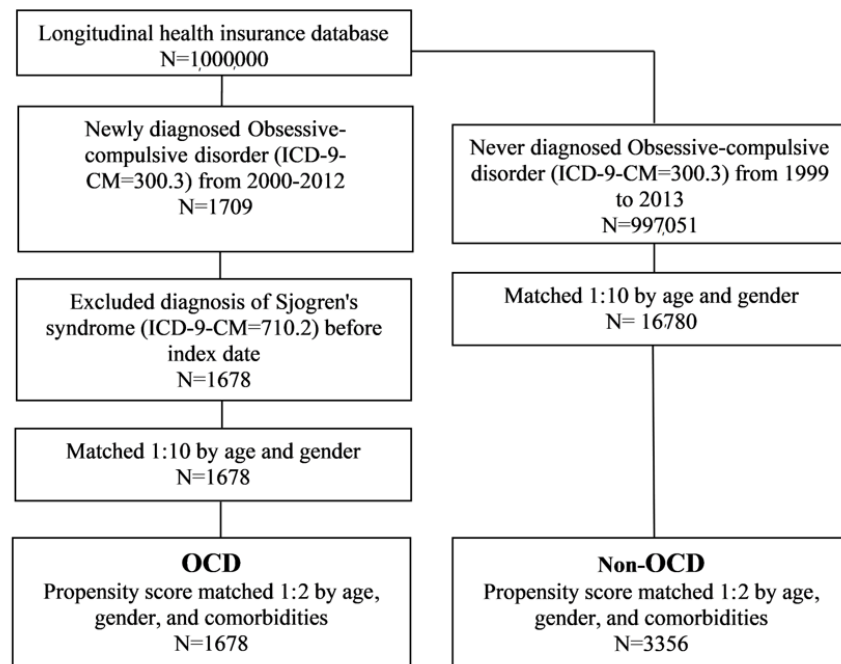 Longitudinal health insurance database
N=1,000,000
Newly diagnosed Obsessive-
compulsive disorder (ICD-9-
CM=300.3) from 2000-2012
N=1709
Never diagnosed Obsessive-compulsive
disorder (ICD-9-CM=300.3) from 1999
to 2013
N=997,051
Excluded diagnosis of Sjogren's
syndrome (ICD-9-CM=710.2) before
index date
N=1678
Matched 1:10 by age and gender
N= 16780
Matched 1:10 by age and gender
N=1678
OCD
Propensity score matched 1:2 by age,
gender, and comorbidities
N=1678
Non-OCD
Propensity score matched 1:2 by age,
gender, and comorbidities
N=3356